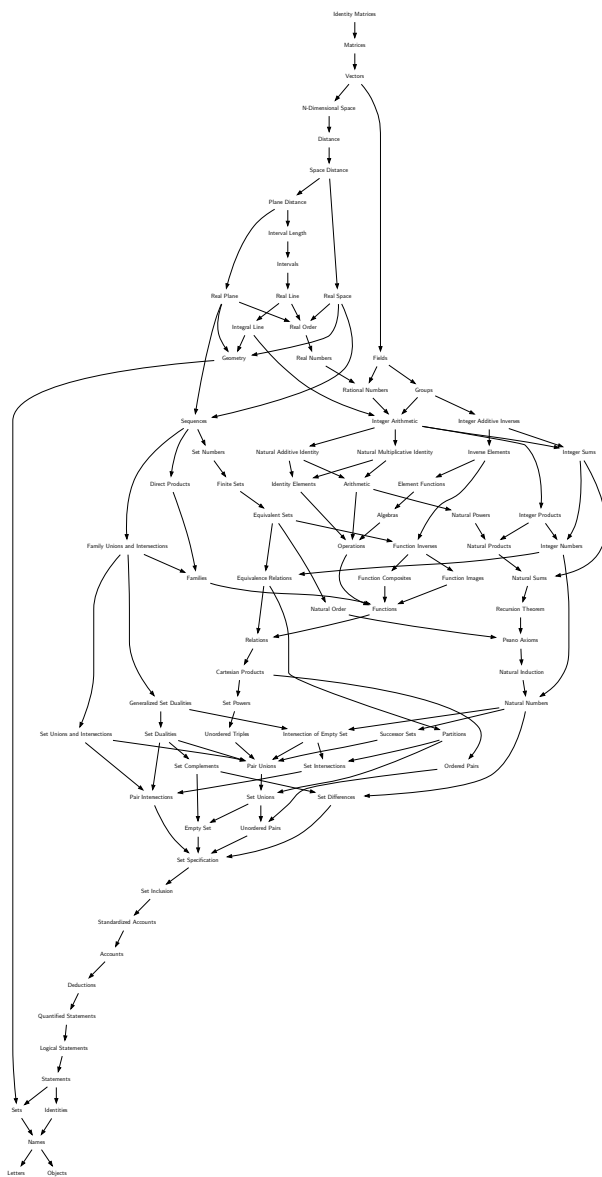 Identity Matrices
Matrices
Vectors
N-Dimensional Space
Distance
Space Distance
Plane Distance
Interval Length
Intervals
Real Plane
Real Line
Real Space
Integral Line
Real Order
Geometry
Real Numbers
Fields
Rational Numbers
Groups
Sequences
Integer Arithmetic
Integer Additive Inverses
Set Numbers
Natural Additive Identity
Natural Multiplicative Identity
Inverse Elements
Integer Sums
Direct Products
Finite Sets
Identity Elements
Arithmetic
Element Functions
Equivalent Sets
Algebras
Natural Powers
Integer Products
Family Unions and Intersections
Operations
Function Inverses
Natural Products
Integer Numbers
Families
Equivalence Relations
Function Composites
Function Images
Natural Sums
Natural Order
Functions
Recursion Theorem
Relations
Peano Axioms
Cartesian Products
Natural Induction
Generalized Set Dualities
Set Powers
Natural Numbers
Set Unions and Intersections
Set Dualities
Unordered Triples
Intersection of Empty Set
Successor Sets
Partitions
Set Complements
Pair Unions
Set Intersections
Ordered Pairs
Pair Intersections
Set Unions
Set Differences
Empty Set
Unordered Pairs
Set Specification
Set Inclusion
Standardized Accounts
Accounts
Deductions
Quantified Statements
Logical Statements
Statements
Sets
Identities
Names
Letters
Objects